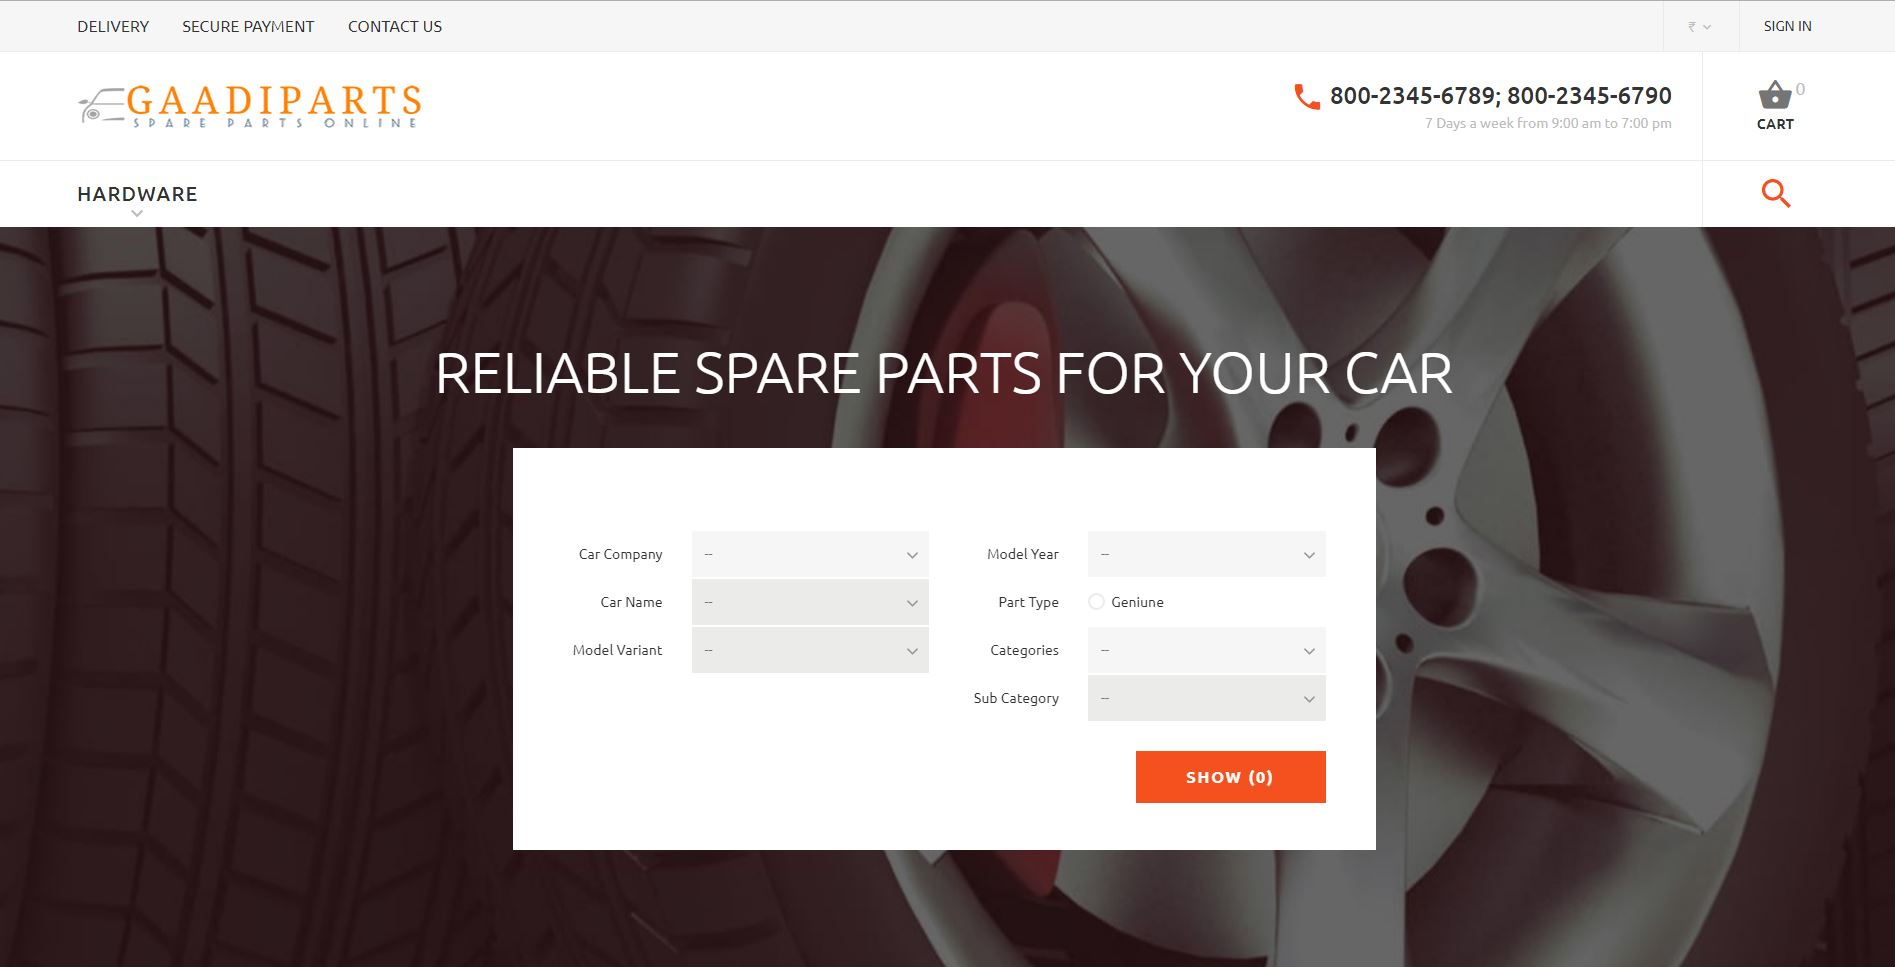 DELIVERY SECURE PAYMENT CONTACT US ₹ SIGN IN
GAADIPARTS
SPARE PARTS ONLINE
800-2345-6789; 800-2345-6790
7 Days a week from 9:00 am to 7:00 pm
0
CART
HARDWARE
RELIABLE SPARE PARTS FOR YOUR CAR
Car Company --
Car Name --
Model Variant --
Model Year --
Part Type Geniune
Categories --
Sub Category --
SHOW (0)